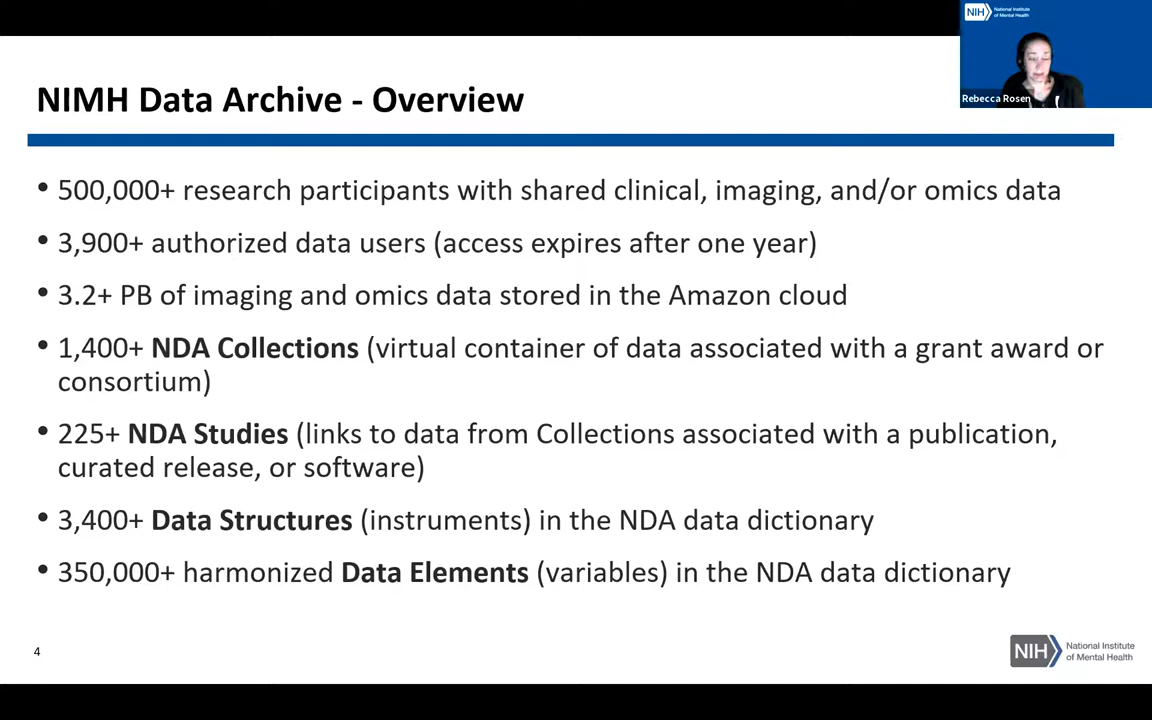 NIH National Institute
of Mental Health
Rebecca Rosen
NIMH Data Archive - Overview
• 500,000+ research participants with shared clinical, imaging, and/or omics data
• 3,900+ authorized data users (access expires after one year)
• 3.2+ PB of imaging and omics data stored in the Amazon cloud
• 1,400+ NDA Collections (virtual container of data associated with a grant award or
consortium)
• 225+ NDA Studies (links to data from Collections associated with a publication,
curated release, or software)
• 3,400+ Data Structures (instruments) in the NDA data dictionary
• 350,000+ harmonized Data Elements (variables) in the NDA data dictionary
4
NIH National Institute
of Mental Health